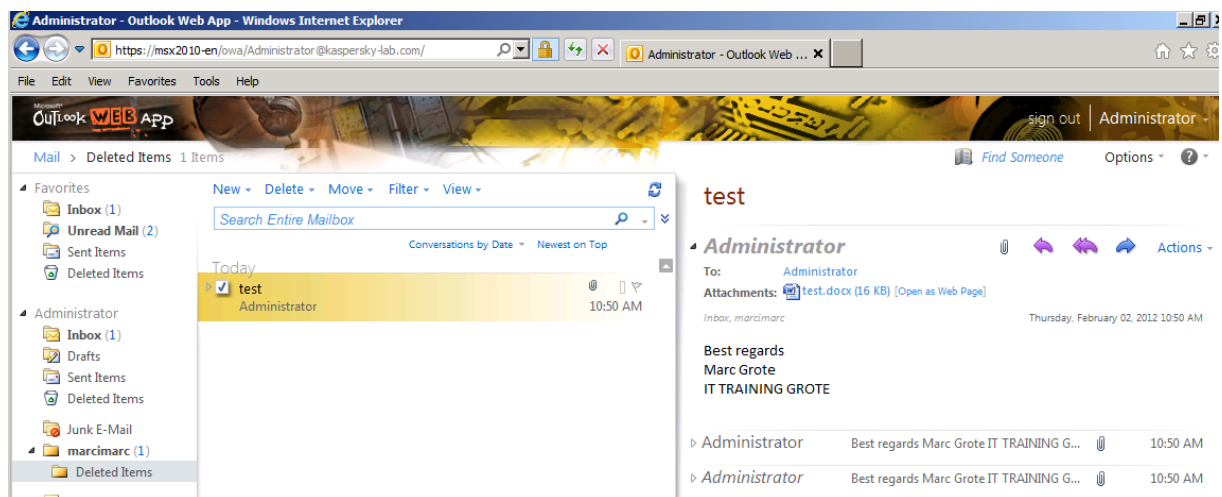 Administrator - Outlook Web App - Windows Internet Explorer
https://msx2010-en/owa/Administrator@kaspersky-lab.com/
Administrator - Outlook Web ...
File Edit View Favorites Tools Help
Microsoft
Outlook WEB APP
sign out | Administrator
Mail > Deleted Items 1 Items
Find Someone Options
Favorites
Inbox (1)
Unread Mail (2)
Sent Items
Deleted Items
Administrator
Inbox (1)
Drafts
Sent Items
Deleted Items
Junk E-Mail
marcimarc (1)
Deleted Items
New Delete Move Filter View
Search Entire Mailbox
Conversations by Date Newest on Top
Today
test
Administrator 10:50 AM
test
Administrator Actions
To: Administrator
Attachments: test.docx (16 KB) [Open as Web Page]
Inbox, marcimarc Thursday, February 02, 2012 10:50 AM
Best regards
Marc Grote
IT TRAINING GROTE
Administrator Best regards Marc Grote IT TRAINING G... 10:50 AM
Administrator Best regards Marc Grote IT TRAINING G... 10:50 AM